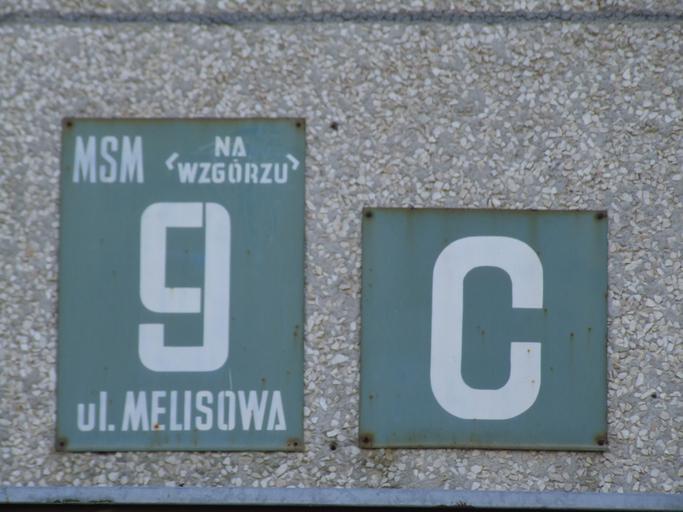 MSM
‹ NA
WZGÓRZU ›
9
ul. MELISOWA
C